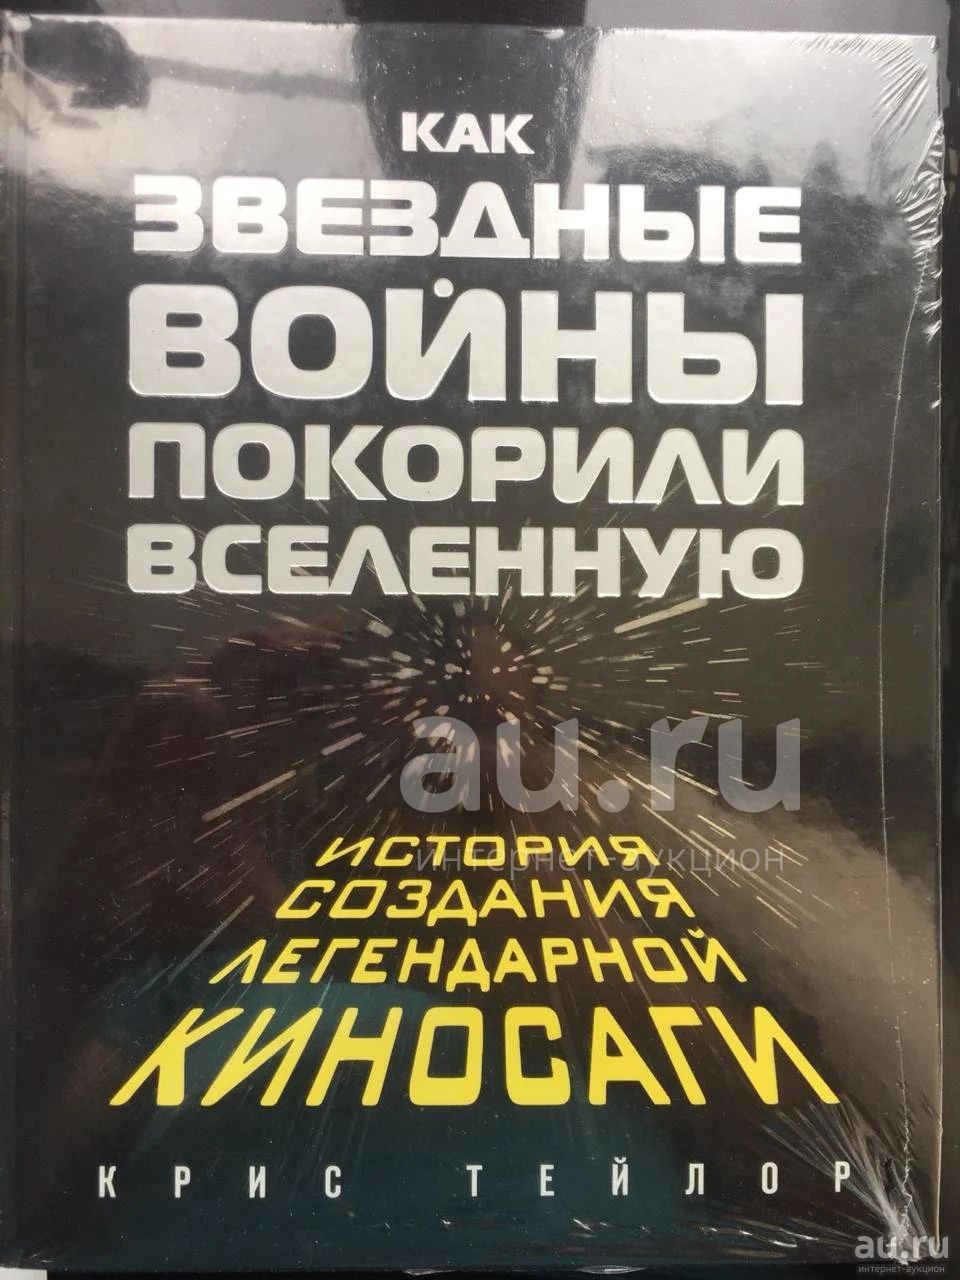 КАК
ЗВЕЗДНЫЕ
ВОЙНЫ
ПОКОРИЛИ
ВСЕЛЕННУЮ
au.ru
интернет-аукцион
ИСТОРИЯ
СОЗДАНИЯ
ЛЕГЕНДАРНОЙ
КИНОСАГИ
КРИС ТЕЙЛОР
au.ru
интернет-аукцион